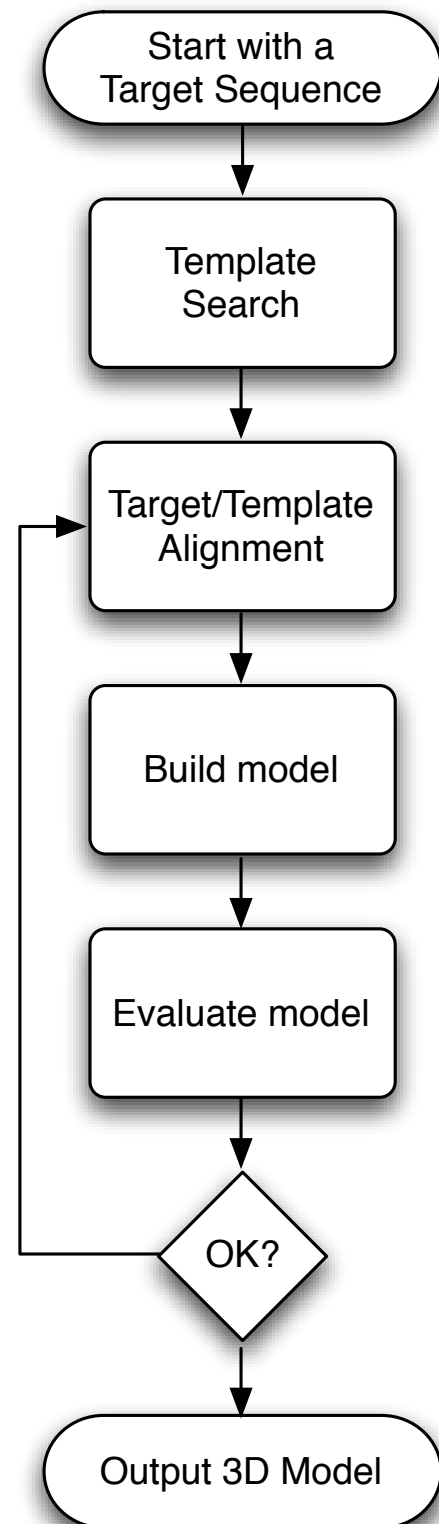 Start with a
Target Sequence
Template
Search
Target/Template
Alignment
Build model
Evaluate model
OK?
Output 3D Model